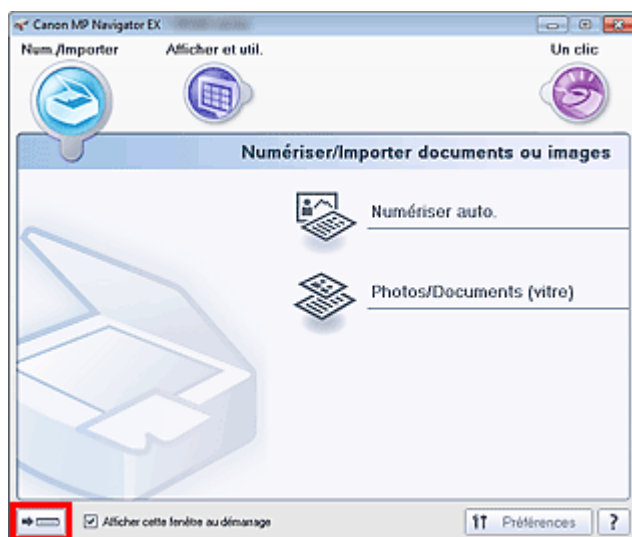 Canon MP Navigator EX
Num./Importer Afficher et util. Un clic
Numériser/Importer documents ou images
Numériser auto.
Photos/Documents (vitre)
Afficher cette fenêtre au démarrage Préférences ?